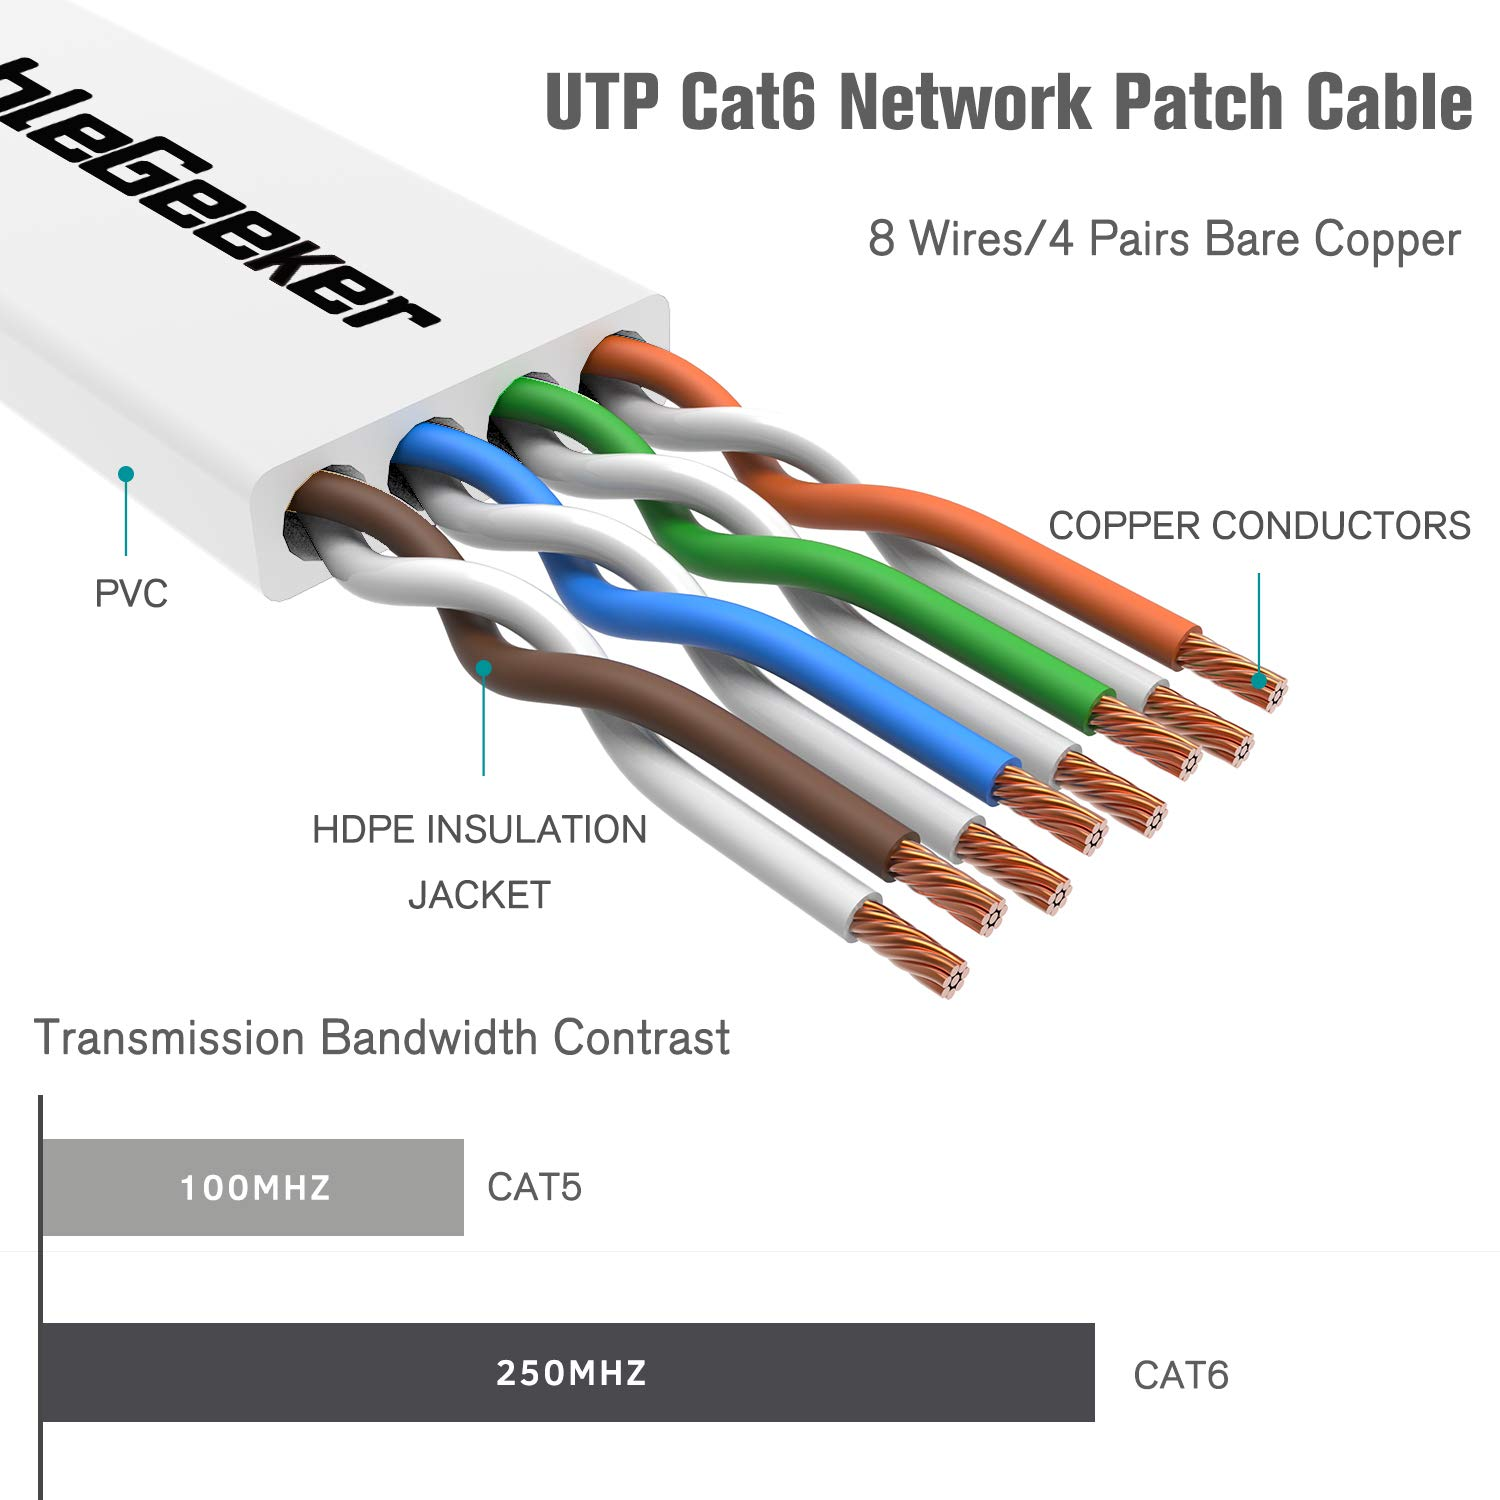 UTP Cat6 Network Patch Cable
8 Wires/4 Pairs Bare Copper
bleGeeker
COPPER CONDUCTORS
PVC
HDPE INSULATION
JACKET
Transmission Bandwidth Contrast
100MHZ CAT5
250MHZ CAT6